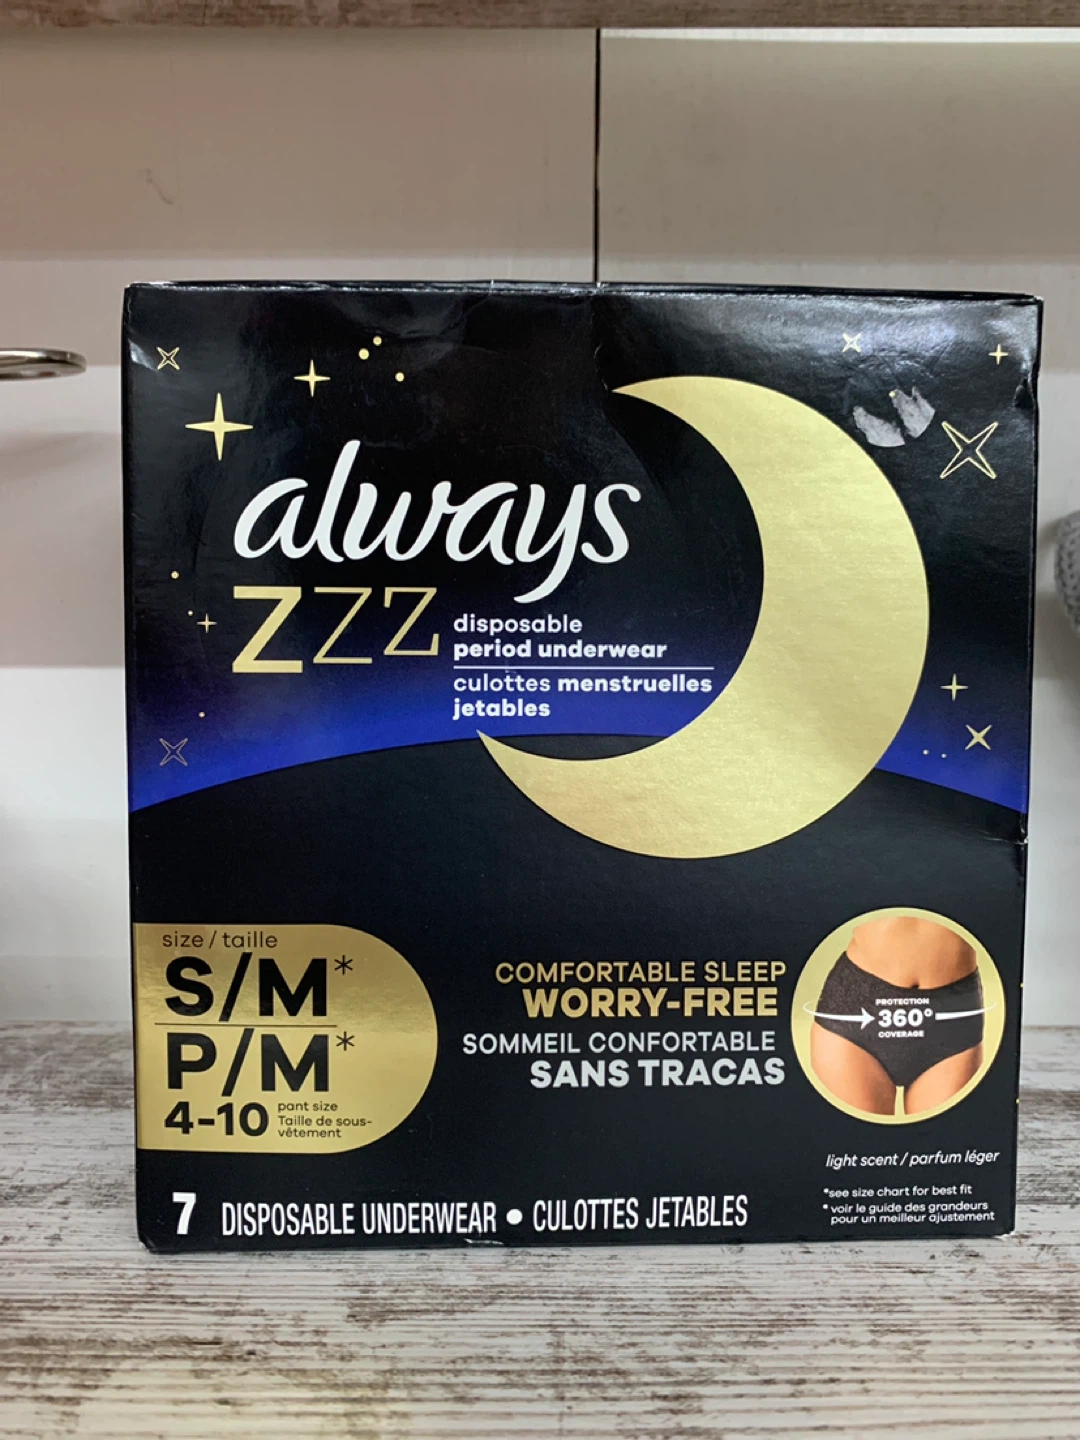 always
ZZZ
disposable
period underwear
culottes menstruelles
jetables
size / taille
S/M*
P/M*
4-10 pant size
Taille de sous-
vêtement
COMFORTABLE SLEEP
WORRY-FREE
SOMMEIL CONFORTABLE
SANS TRACAS
PROTECTION
360°
COVERAGE
light scent / parfum léger
*see size chart for best fit
* voir le guide des grandeurs
pour un meilleur ajustement
7 DISPOSABLE UNDERWEAR • CULOTTES JETABLES